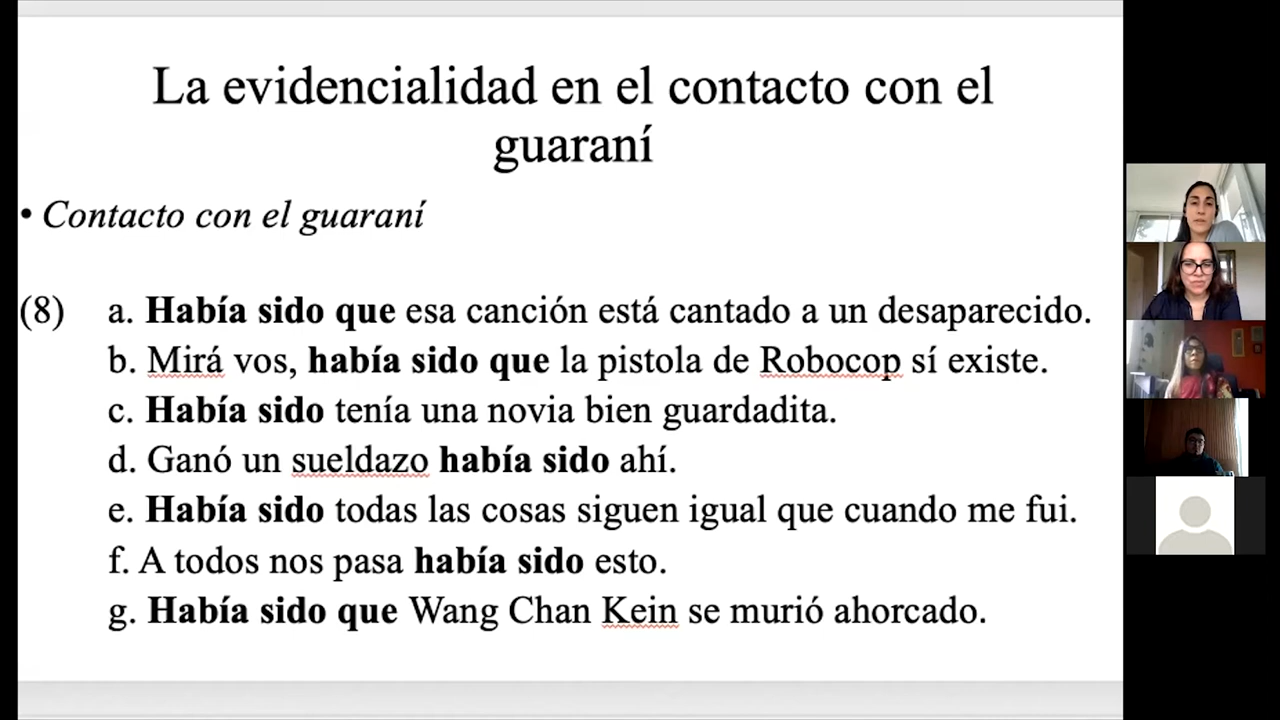 La evidencialidad en el contacto con el
guaraní
• Contacto con el guaraní
(8) a. Había sido que esa canción está cantado a un desaparecido.
b. Mirá vos, había sido que la pistola de Robocop sí existe.
c. Había sido tenía una novia bien guardadita.
d. Ganó un sueldazo había sido ahí.
e. Había sido todas las cosas siguen igual que cuando me fui.
f. A todos nos pasa había sido esto.
g. Había sido que Wang Chan Kein se murió ahorcado.